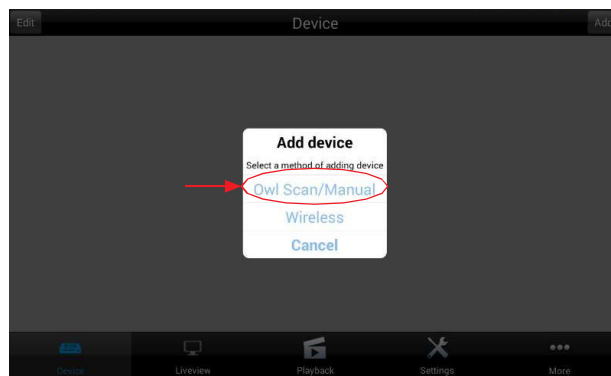 Edit
Device
Add
Add device
Select a method of adding device
Owl Scan/Manual
Wireless
Cancel
Device
Liveview
Playback
Settings
More